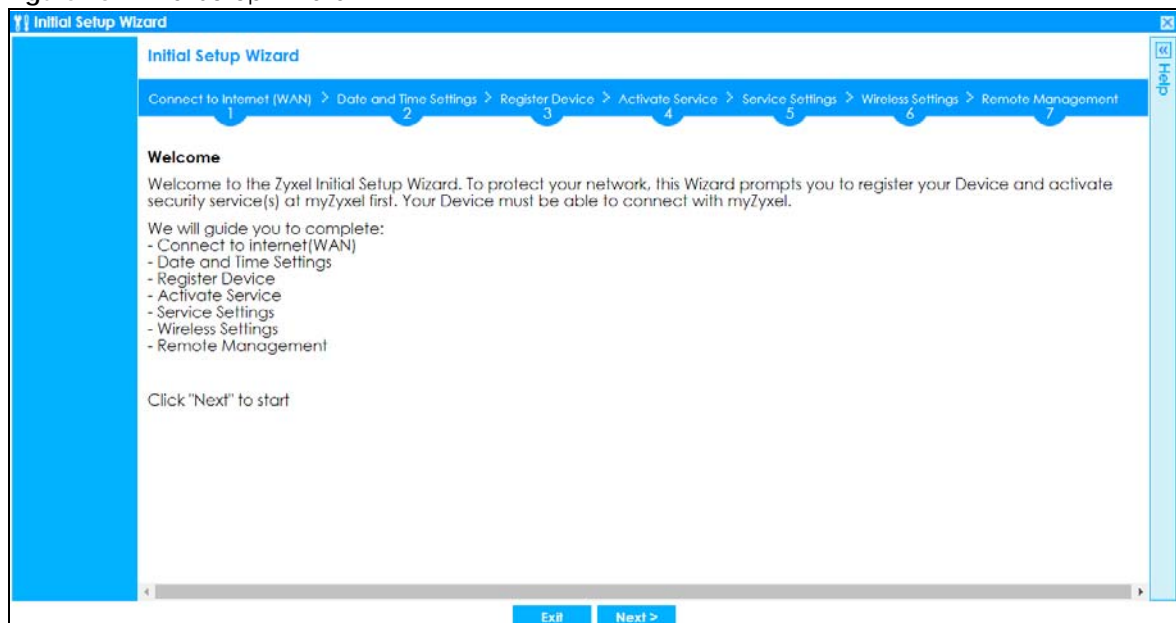 Initial Setup Wizard
Help
Initial Setup Wizard
Connect to Internet (WAN) > Date and Time Settings > Register Device > Activate Service > Service Settings > Wireless Settings > Remote Management
1 2 3 4 5 6 7
Welcome
Welcome to the Zyxel Initial Setup Wizard. To protect your network, this Wizard prompts you to register your Device and activate
security service(s) at myZyxel first. Your Device must be able to connect with myZyxel.
We will guide you to complete:
- Connect to internet(WAN)
- Date and Time Settings
- Register Device
- Activate Service
- Service Settings
- Wireless Settings
- Remote Management
Click "Next" to start
Exit Next >